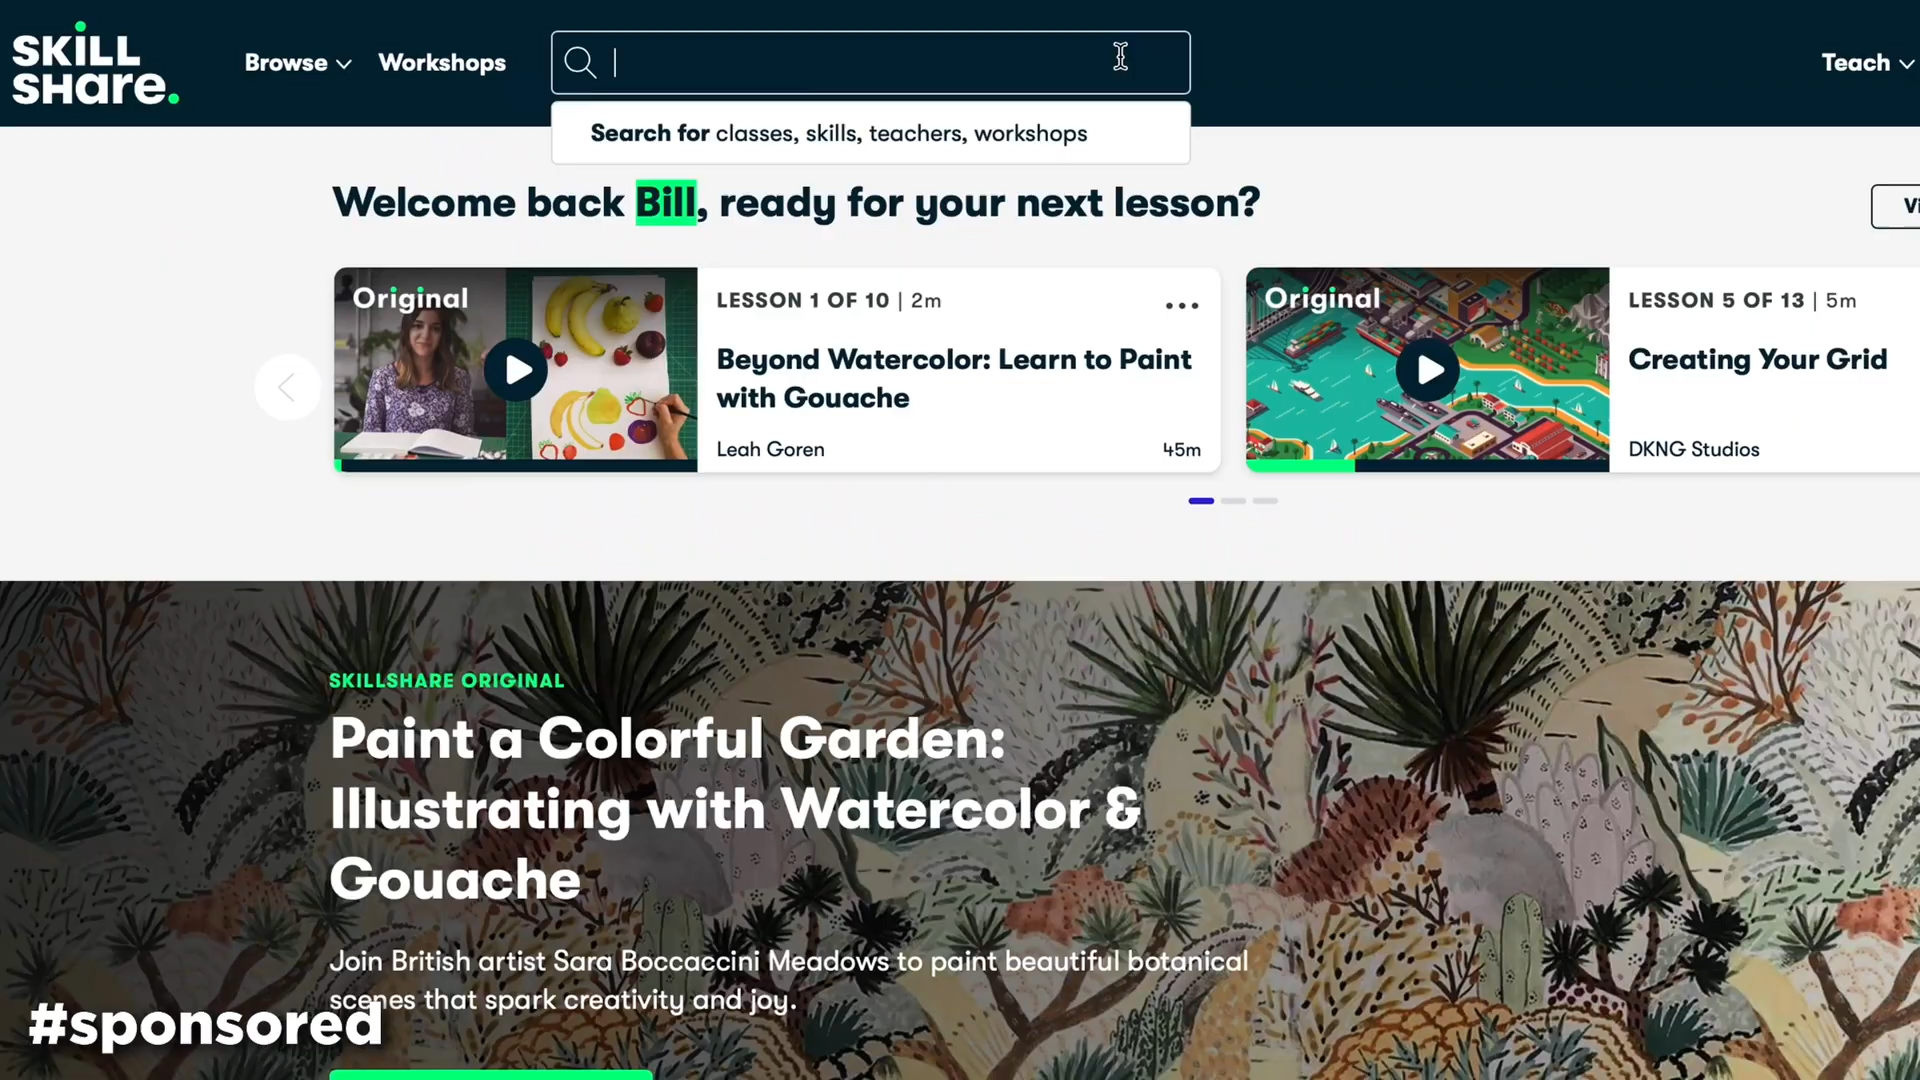 SKILL
SHare.
Browse
Workshops
Teach
Search for classes, skills, teachers, workshops
Welcome back Bill, ready for your next lesson?
Original
LESSON 1 OF 10 | 2m
Beyond Watercolor: Learn to Paint
with Gouache
Leah Goren
45m
Original
LESSON 5 OF 13 | 5m
Creating Your Grid
DKNG Studios
SKILLSHARE ORIGINAL
Paint a Colorful Garden:
Illustrating with Watercolor &
Gouache
Join British artist Sara Boccaccini Meadows to paint beautiful botanical
scenes that spark creativity and joy.
#sponsored